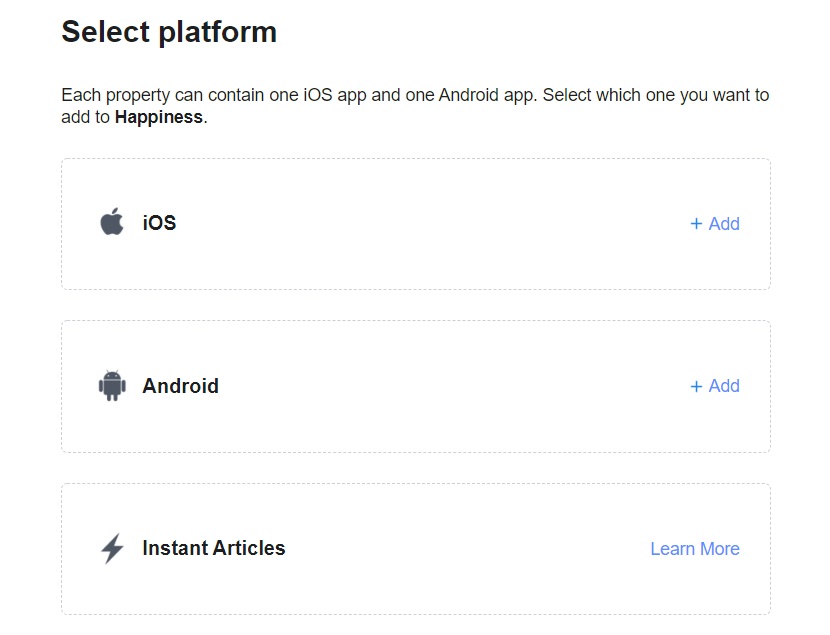 Select platform
Each property can contain one iOS app and one Android app. Select which one you want to
add to Happiness.
iOS
+ Add
Android
+ Add
Instant Articles
Learn More